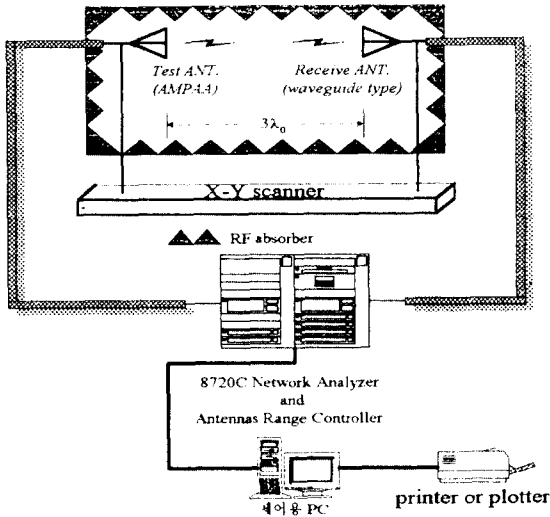 Test ANT. Receive ANT.
(AMPAA) (waveguide type)
3λ₀
X-Y scanner
RF absorber
8720C Network Analyzer
and
Antennas Range Controller
제어용 PC
printer or plotter